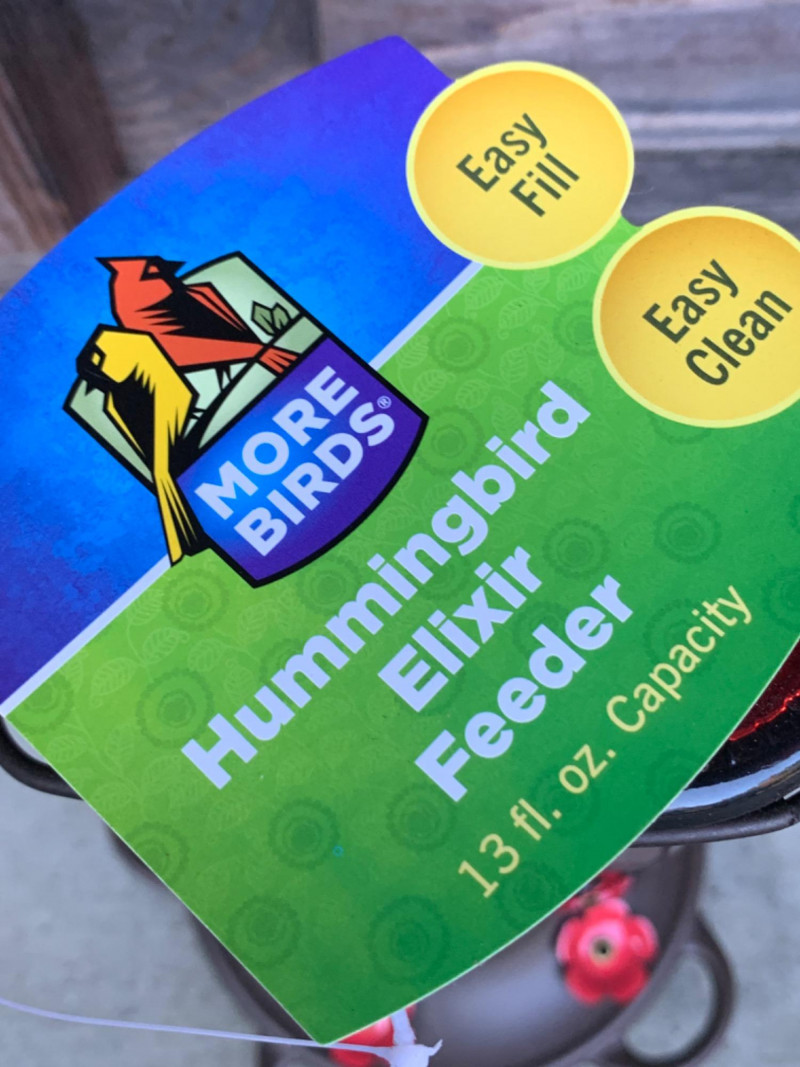 Easy
Fill
Easy
Clean
MORE
BIRDS®
Hummingbird
Elixir
Feeder
13 fl. oz. Capacity